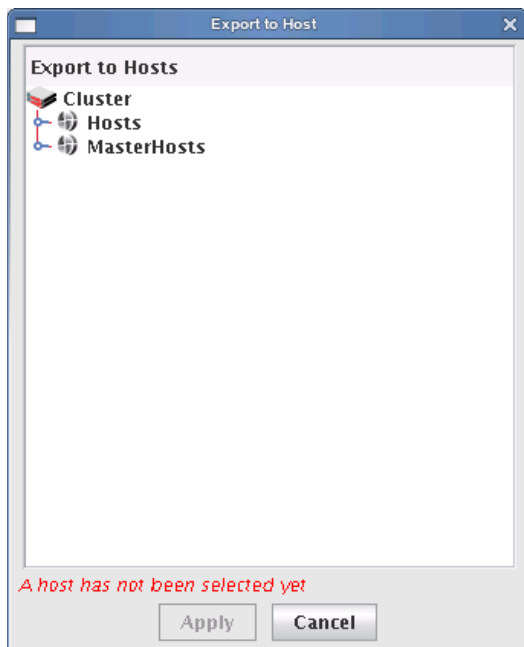 Export to Host
Export to Hosts
Cluster
Hosts
MasterHosts
A host has not been selected yet
Apply
Cancel